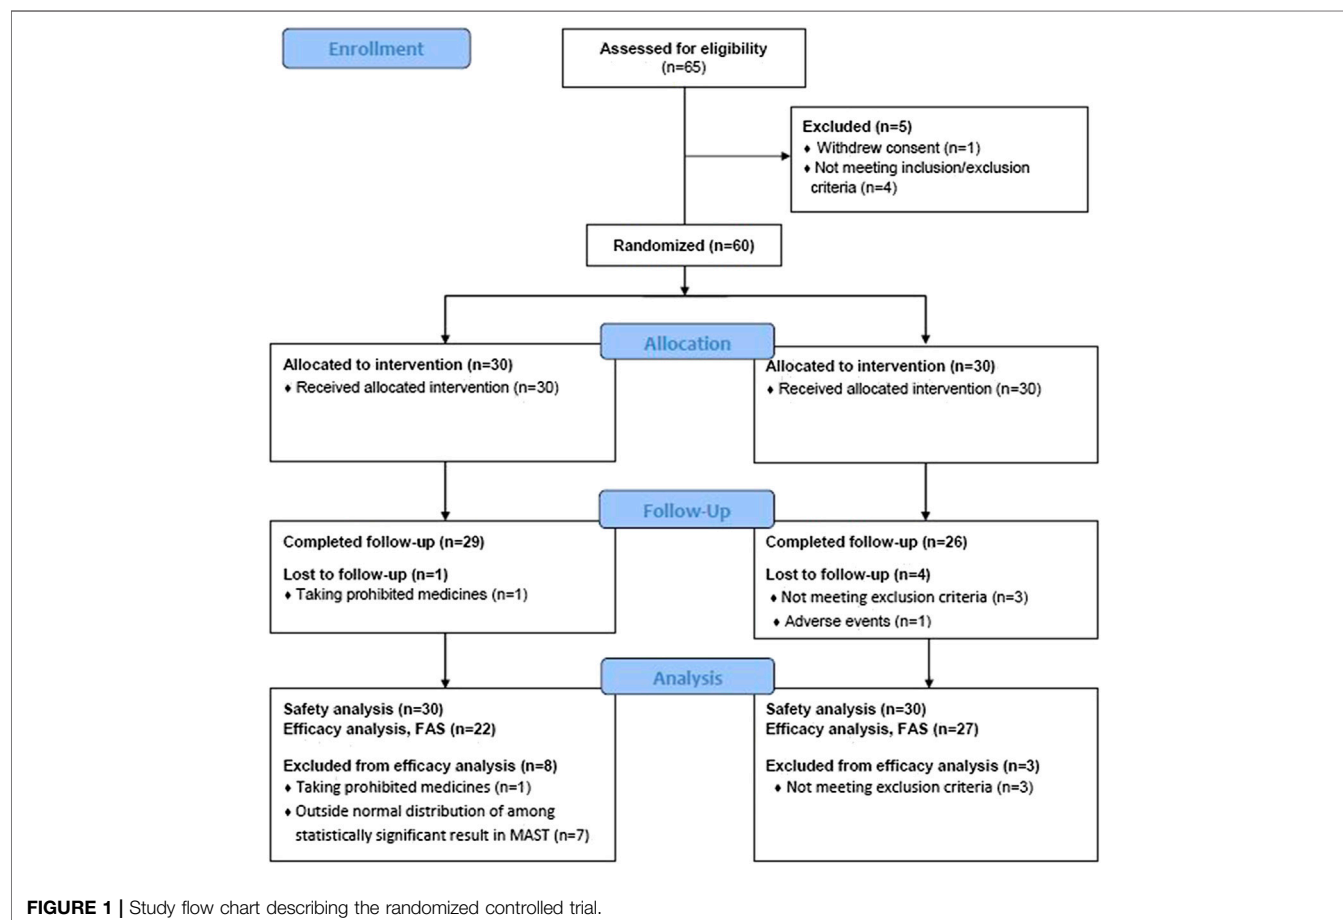 Enrollment
Assessed for eligibility
(n=65)
Excluded (n=5)
♦ Withdrew consent (n=1)
♦ Not meeting inclusion/exclusion
criteria (n=4)
Randomized (n=60)
Allocation
Allocated to intervention (n=30)
♦ Received allocated intervention (n=30)
Allocated to intervention (n=30)
♦ Received allocated intervention (n=30)
Follow-Up
Completed follow-up (n=29)
Lost to follow-up (n=1)
♦ Taking prohibited medicines (n=1)
Completed follow-up (n=26)
Lost to follow-up (n=4)
♦ Not meeting exclusion criteria (n=3)
♦ Adverse events (n=1)
Analysis
Safety analysis (n=30)
Efficacy analysis, FAS (n=22)
Excluded from efficacy analysis (n=8)
♦ Taking prohibited medicines (n=1)
♦ Outside normal distribution of among
statistically significant result in MAST (n=7)
Safety analysis (n=30)
Efficacy analysis, FAS (n=27)
Excluded from efficacy analysis (n=3)
♦ Not meeting exclusion criteria (n=3)
FIGURE 1 | Study flow chart describing the randomized controlled trial.